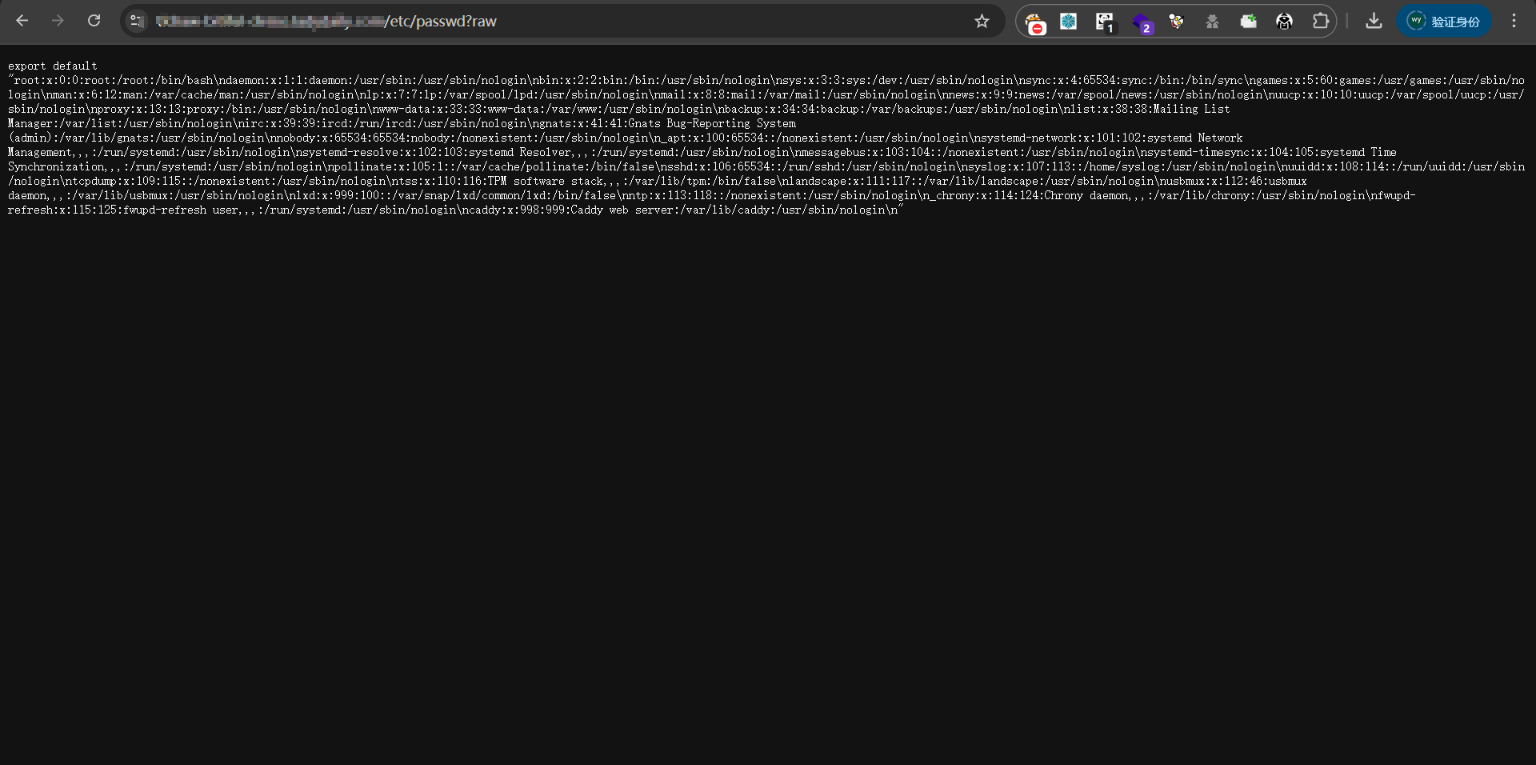 /etc/passwd?raw
1
2
验证身份
export default
"root:x:0:0:root:/root:/bin/bash\ndaemon:x:1:1:daemon:/usr/sbin:/usr/sbin/nologin\nbin:x:2:2:bin:/bin:/usr/sbin/nologin\nsys:x:3:3:sys:/dev:/usr/sbin/nologin\nsync:x:4:65534:sync:/bin:/bin/sync\ngames:x:5:60:games:/usr/games:/usr/sbin/no
login\nman:x:6:12:man:/var/cache/man:/usr/sbin/nologin\nlp:x:7:7:lp:/var/spool/lpd:/usr/sbin/nologin\nmail:x:8:8:mail:/var/mail:/usr/sbin/nologin\nnews:x:9:9:news:/var/spool/news:/usr/sbin/nologin\nuucp:x:10:10:uucp:/var/spool/uucp:/usr/
sbin/nologin\nproxy:x:13:13:proxy:/bin:/usr/sbin/nologin\nwww-data:x:33:33:www-data:/var/www:/usr/sbin/nologin\nbackup:x:34:34:backup:/var/backups:/usr/sbin/nologin\nlist:x:38:38:Mailing List
Manager:/var/list:/usr/sbin/nologin\nirc:x:39:39:ircd:/run/ircd:/usr/sbin/nologin\ngnats:x:41:41:Gnats Bug-Reporting System
(admin):/var/lib/gnats:/usr/sbin/nologin\nnobody:x:65534:65534:nobody:/nonexistent:/usr/sbin/nologin\n_apt:x:100:65534::/nonexistent:/usr/sbin/nologin\nsystemd-network:x:101:102:systemd Network
Management,,,:/run/systemd:/usr/sbin/nologin\nsystemd-resolve:x:102:103:systemd Resolver,,,:/run/systemd:/usr/sbin/nologin\nmessagebus:x:103:104::/nonexistent:/usr/sbin/nologin\nsystemd-timesync:x:104:105:systemd Time
Synchronization,,,:/run/systemd:/usr/sbin/nologin\npollinate:x:105:1::/var/cache/pollinate:/bin/false\nsshd:x:106:65534::/run/sshd:/usr/sbin/nologin\nsyslog:x:107:113::/home/syslog:/usr/sbin/nologin\nuuidd:x:108:114::/run/uuidd:/usr/sbin
/nologin\ntcpdump:x:109:115::/nonexistent:/usr/sbin/nologin\ntss:x:110:116:TPM software stack,,,:/var/lib/tpm:/bin/false\nlandscape:x:111:117::/var/lib/landscape:/usr/sbin/nologin\nusbmux:x:112:46:usbmux
daemon,,,:/var/lib/usbmux:/usr/sbin/nologin\nlxd:x:999:100::/var/snap/lxd/common/lxd:/bin/false\nntp:x:113:118::/nonexistent:/usr/sbin/nologin\n_chrony:x:114:124:Chrony daemon,,,:/var/lib/chrony:/usr/sbin/nologin\nfwupd-
refresh:x:115:125:fwupd-refresh user,,,:/run/systemd:/usr/sbin/nologin\ncaddy:x:998:999:Caddy web server:/var/lib/caddy:/usr/sbin/nologin\n"